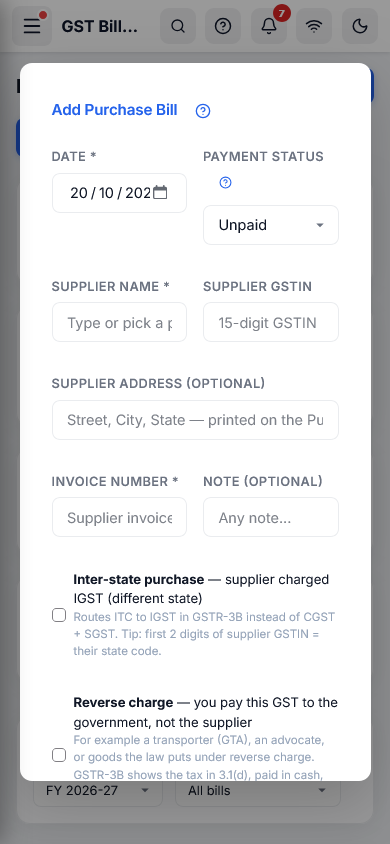 GST Bill...
7
Add Purchase Bill
DATE *
PAYMENT STATUS
20/10/202
Unpaid
SUPPLIER NAME *
SUPPLIER GSTIN
Type or pick a p
15-digit GSTIN
SUPPLIER ADDRESS (OPTIONAL)
Street, City, State — printed on the Pu
INVOICE NUMBER *
NOTE (OPTIONAL)
Supplier invoice
Any note...
Inter-state purchase — supplier charged
IGST (different state)
Routes ITC to IGST in GSTR-3B instead of CGST
+ SGST. Tip: first 2 digits of supplier GSTIN =
their state code.
Reverse charge — you pay this GST to the
government, not the supplier
For example a transporter (GTA), an advocate,
or goods the law puts under reverse charge.
GSTR-3B shows the tax in 3.1(d), paid in cash,
FY 2026-27
All bills